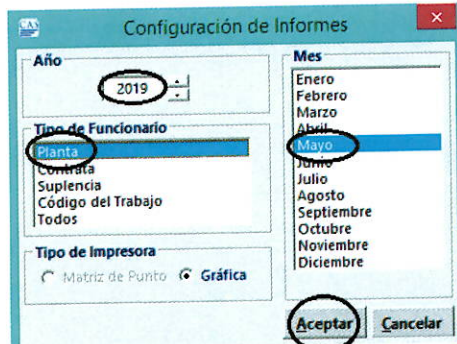 CAS
Configuración de Informes
Año
2019
Tipo de Funcionario
Planta
Contrata
Suplencia
Código del Trabajo
Todos
Tipo de Impresora
Matriz de Punto
Gráfica
Mes
Enero
Febrero
Marzo
Abril
Mayo
Junio
Julio
Agosto
Septiembre
Octubre
Noviembre
Diciembre
Aceptar
Cancelar